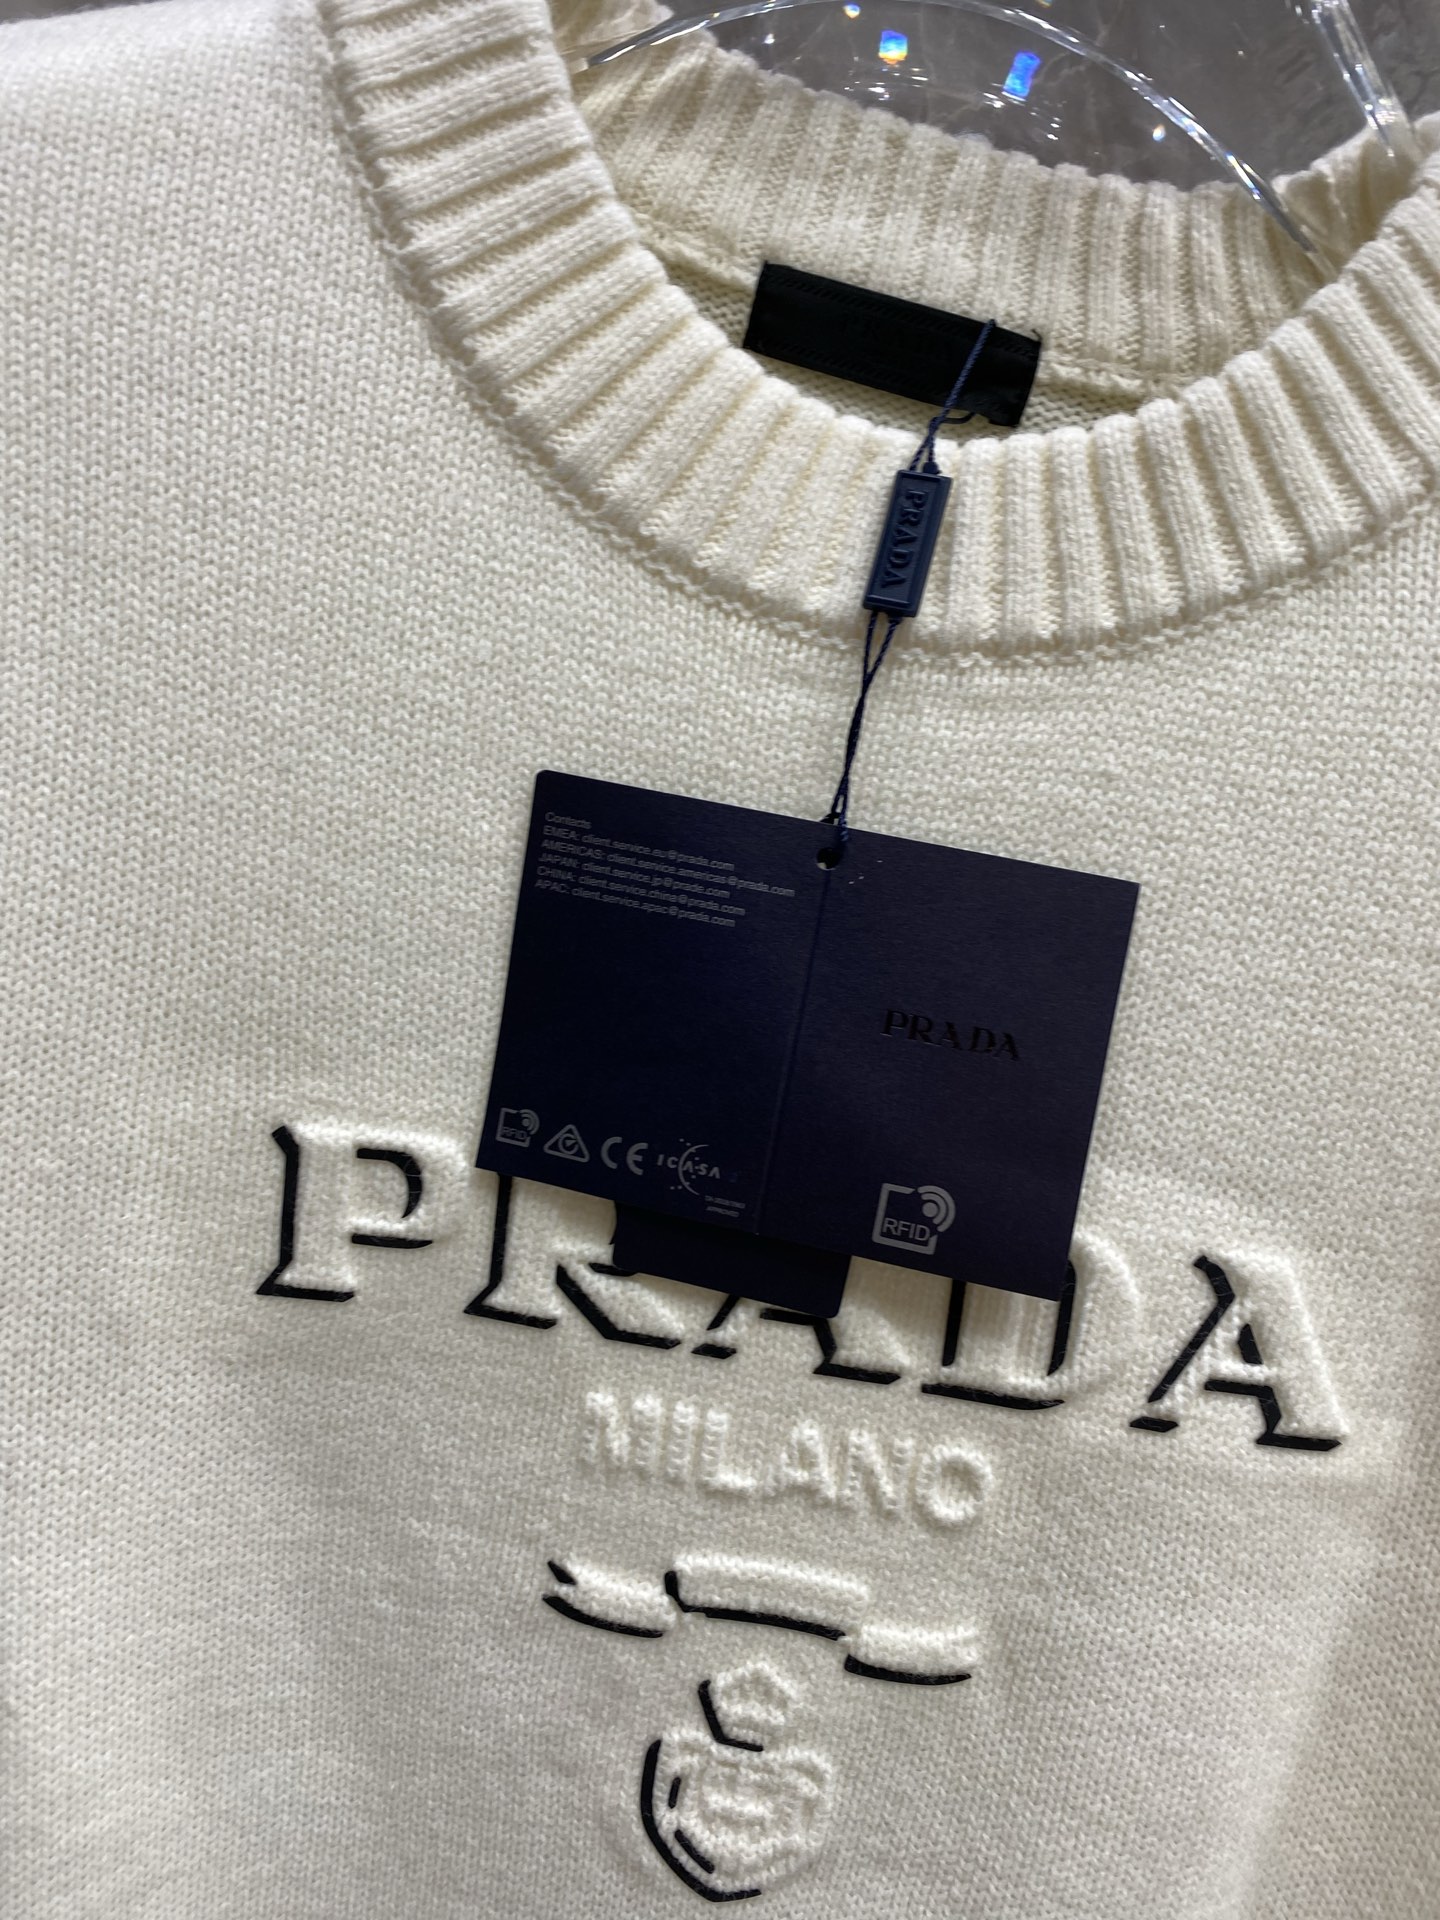 PRADA
Contacts
EMEA: client.service.eu@prada.com
AMERICAS: client.service.americas@prada.com
JAPAN: client.service.jp@prada.com
CHINA: client.service.china@prada.com
APAC: client.service.apac@prada.com
PRADA
RFID
CE
ICASA
APPROVED
RFID
PRADA
MILANO